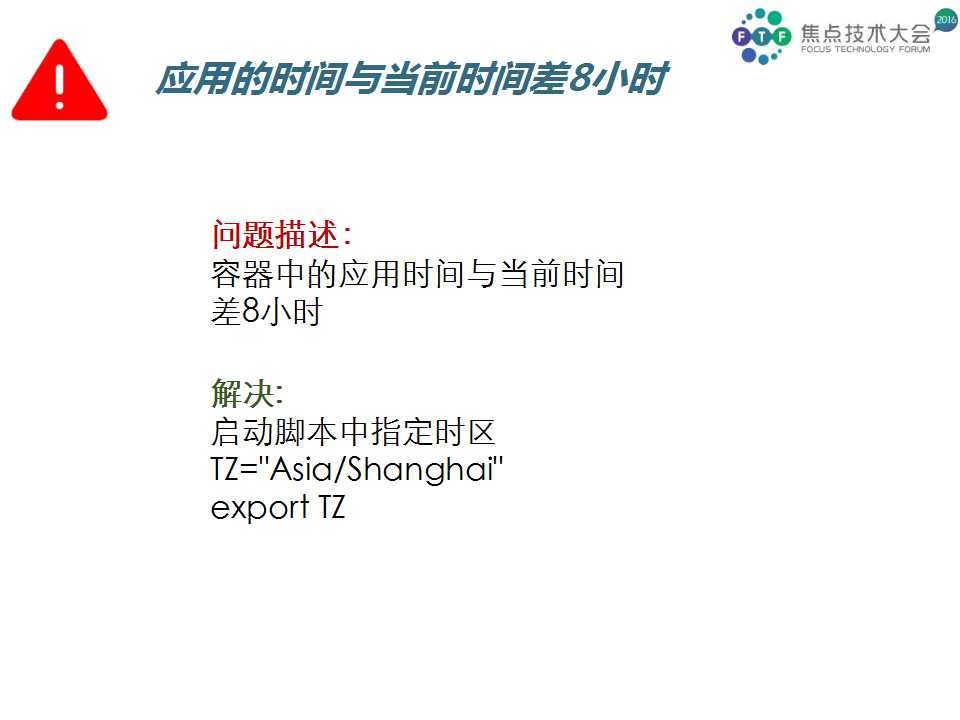 FTF
焦点技术大会
2016
FOCUS TECHNOLOGY FORUM
应用的时间与当前时间差8小时
问题描述:
容器中的应用时间与当前时间
差8小时
解决:
启动脚本中指定时区
TZ="Asia/Shanghai"
export TZ